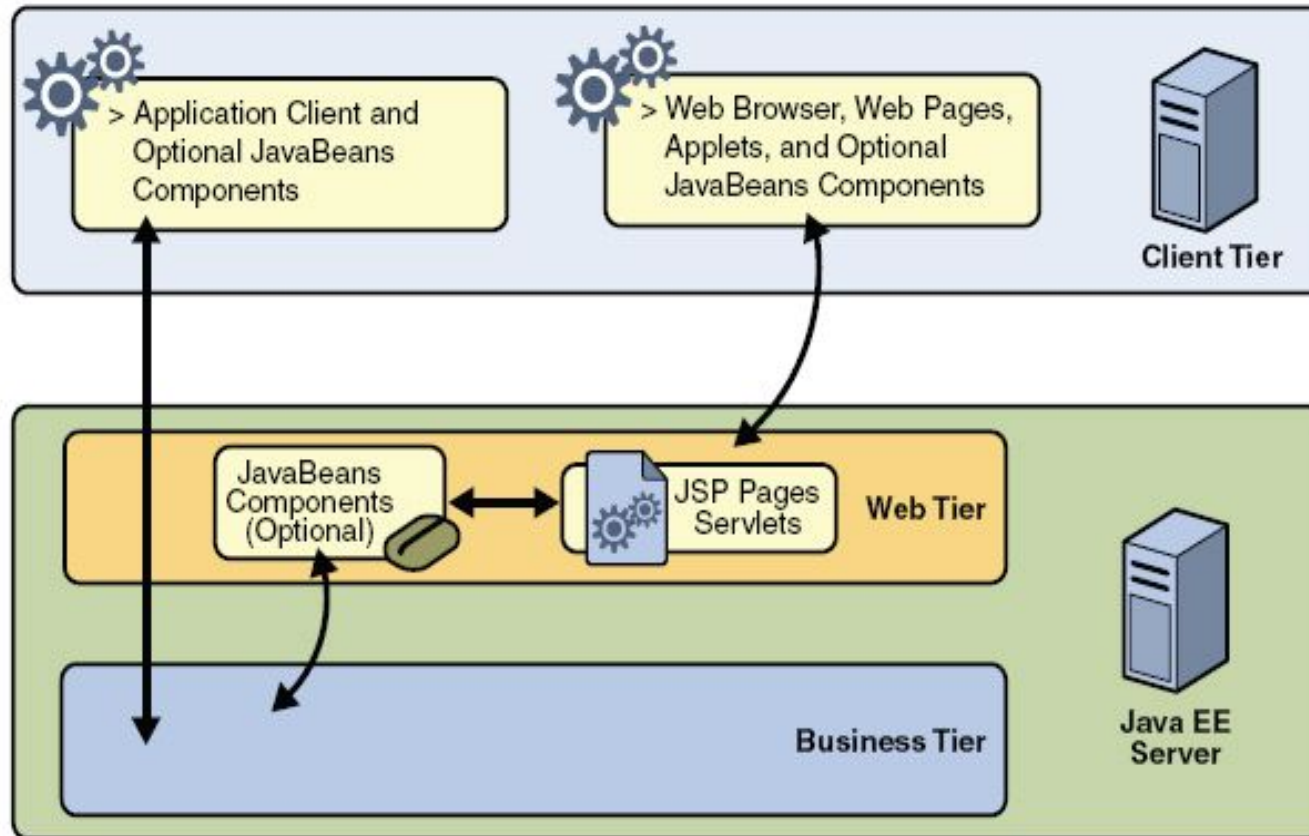 > Application Client and
Optional JavaBeans
Components
> Web Browser, Web Pages,
Applets, and Optional
JavaBeans Components
Client Tier
JavaBeans
Components
(Optional)
JSP Pages
Servlets
Web Tier
Business Tier
Java EE
Server